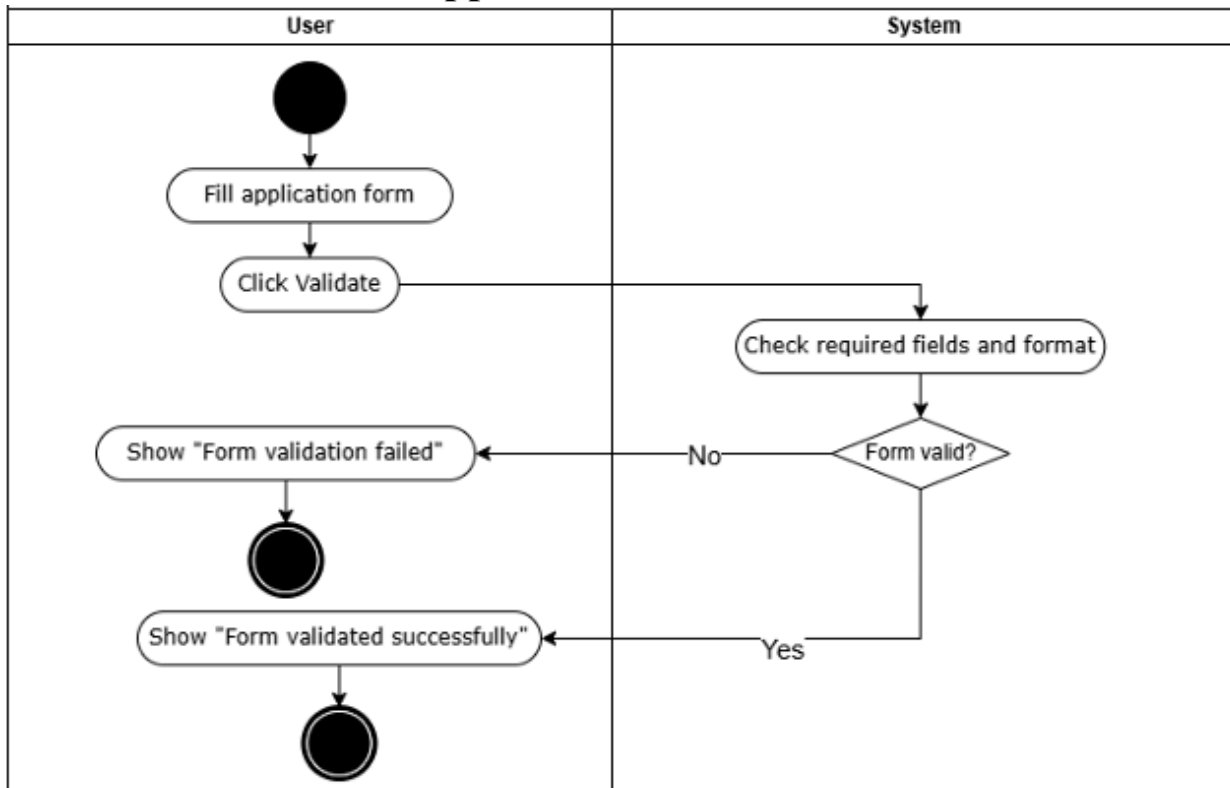 User
System
Fill application form
Click Validate
Check required fields and format
Form valid?
No
Show "Form validation failed"
Yes
Show "Form validated successfully"